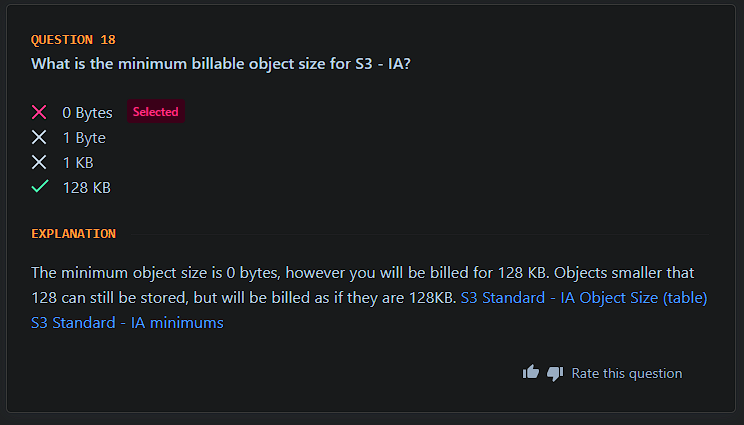 QUESTION 18
What is the minimum billable object size for S3 - IA?
0 Bytes Selected
1 Byte
1 KB
128 KB
EXPLANATION
The minimum object size is 0 bytes, however you will be billed for 128 KB. Objects smaller that
128 can still be stored, but will be billed as if they are 128KB. S3 Standard - IA Object Size (table)
S3 Standard - IA minimums
Rate this question